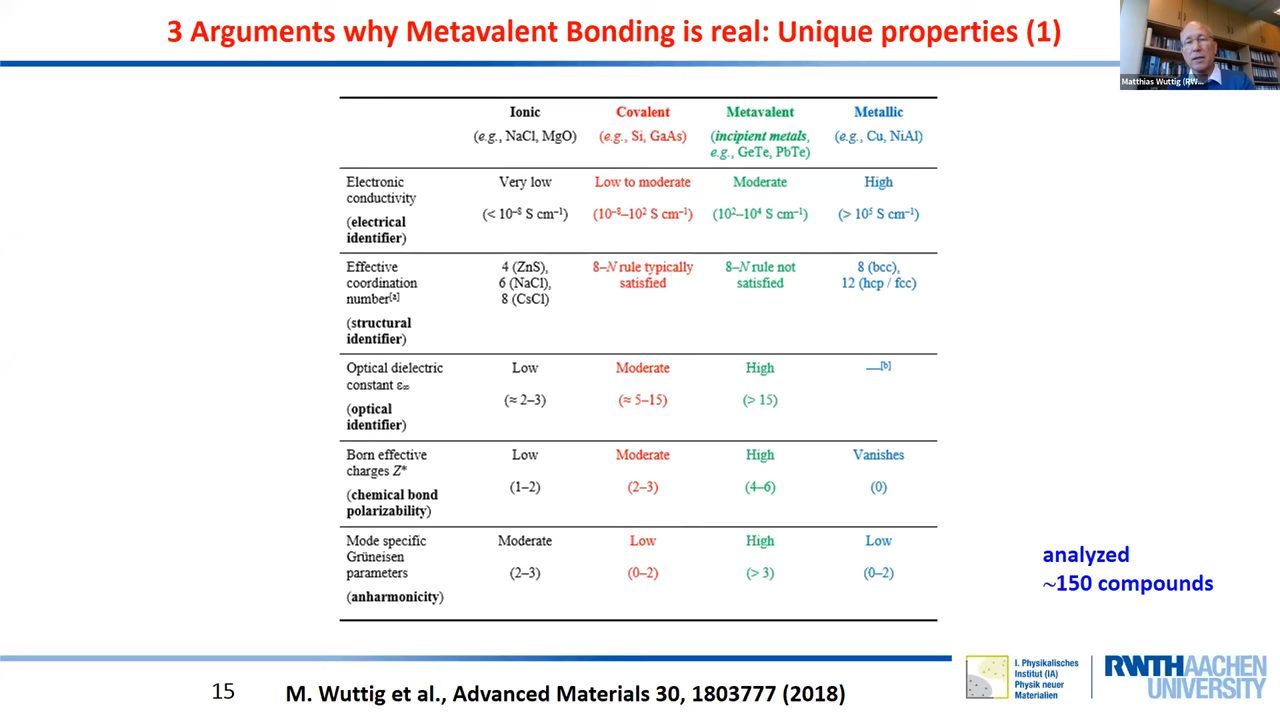 3 Arguments why Metavalent Bonding is real: Unique properties (1)
Matthias Wuttig (RW...
Ionic Covalent Metavalent Metallic
(e.g., NaCl, MgO) (e.g., Si, GaAs) (incipient metals, (e.g., Cu, NiAl)
e.g., GeTe, PbTe)
Electronic Very low Low to moderate Moderate High
conductivity
(< 10⁻⁸ S cm⁻¹) (10⁻⁸–10² S cm⁻¹) (10²–10⁴ S cm⁻¹) (> 10⁵ S cm⁻¹)
(electrical
identifier)
Effective 4 (ZnS), 8–N rule typically 8–N rule not 8 (bcc),
coordination 6 (NaCl), satisfied satisfied 12 (hcp / fcc)
number[a] 8 (CsCl)
(structural
identifier)
Optical dielectric Low Moderate High —[b]
constant ε∞
(≈ 2–3) (≈ 5–15) (> 15)
(optical
identifier)
Born effective Low Moderate High Vanishes
charges Z*
(1–2) (2–3) (4–6) (0)
(chemical bond
polarizability)
Mode specific Moderate Low High Low
Grüneisen
parameters (2–3) (0–2) (> 3) (0–2)
(anharmonicity)
analyzed
~150 compounds
15 M. Wuttig et al., Advanced Materials 30, 1803777 (2018)
I. Physikalisches
Institut (IA)
Physik neuer
Materialien
RWTHAACHEN
UNIVERSITY